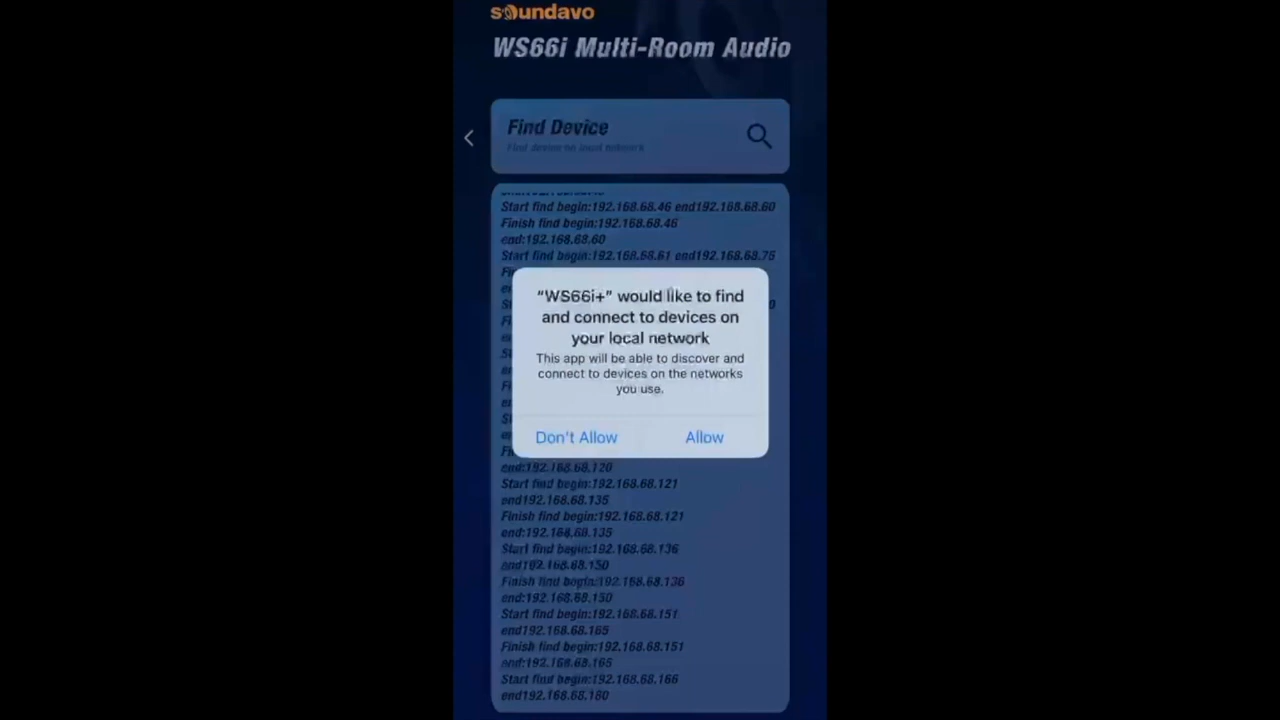 soundavo
WS66i Multi-Room Audio
Find Device
Find device on local network
Start find begin:192.168.68.46 end192.168.68.60
Finish find begin:192.168.68.46
end:192.168.68.60
Start find begin:192.168.68.61 end192.168.68.75
"WS66i+" would like to find
and connect to devices on
your local network
This app will be able to discover and
connect to devices on the networks
you use.
Don't Allow Allow
end:192.168.68.120
Start find begin:192.168.68.121
end192.168.68.135
Finish find begin:192.168.68.121
end:192.168.68.135
Start find begin:192.168.68.136
end192.168.68.150
Finish find begin:192.168.68.136
end:192.168.68.150
Start find begin:192.168.68.151
end192.168.68.165
Finish find begin:192.168.68.151
end:192.168.68.165
Start find begin:192.168.68.166
end192.168.68.180